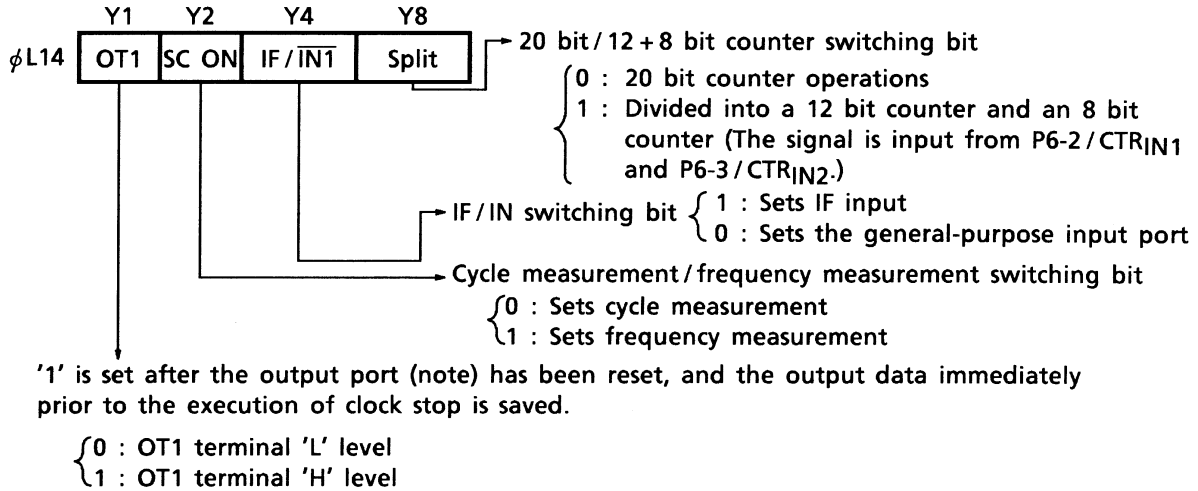 Y1 Y2 Y4 Y8
ϕL14 OT1 SC ON IF/IN1 Split
20 bit/12+8 bit counter switching bit
0 : 20 bit counter operations
1 : Divided into a 12 bit counter and an 8 bit
counter (The signal is input from P6-2/CTRIN1
and P6-3/CTRIN2.)
IF/IN switching bit
1 : Sets IF input
0 : Sets the general-purpose input port
Cycle measurement/frequency measurement switching bit
0 : Sets cycle measurement
1 : Sets frequency measurement
'1' is set after the output port (note) has been reset, and the output data immediately
prior to the execution of clock stop is saved.
0 : OT1 terminal 'L' level
1 : OT1 terminal 'H' level